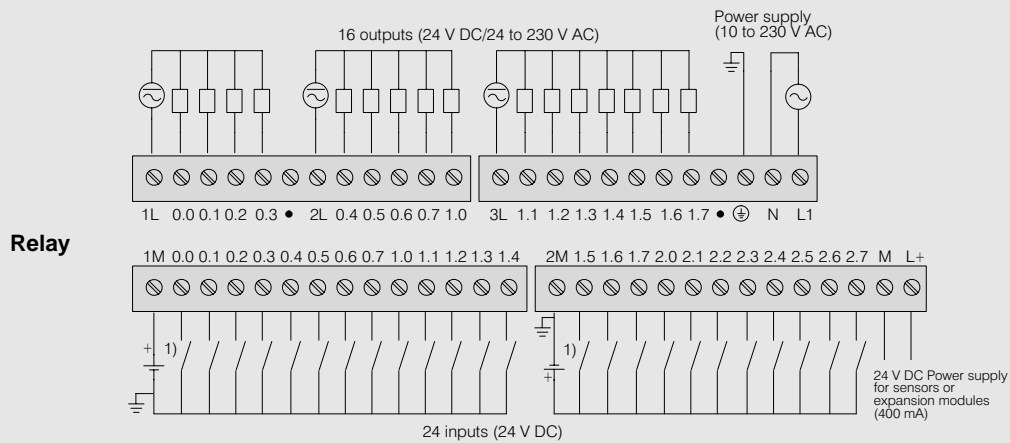 Power supply
(10 to 230 V AC)
16 outputs (24 V DC/24 to 230 V AC)
1L 0.0 0.1 0.2 0.3 • 2L 0.4 0.5 0.6 0.7 1.0 3L 1.1 1.2 1.3 1.4 1.5 1.6 1.7 • N L1
Relay
1M 0.0 0.1 0.2 0.3 0.4 0.5 0.6 0.7 1.0 1.1 1.2 1.3 1.4 2M 1.5 1.6 1.7 2.0 2.1 2.2 2.3 2.4 2.5 2.6 2.7 M L+
+ 1) 1)
+
24 V DC Power supply
for sensors or
expansion modules
(400 mA)
24 inputs (24 V DC)